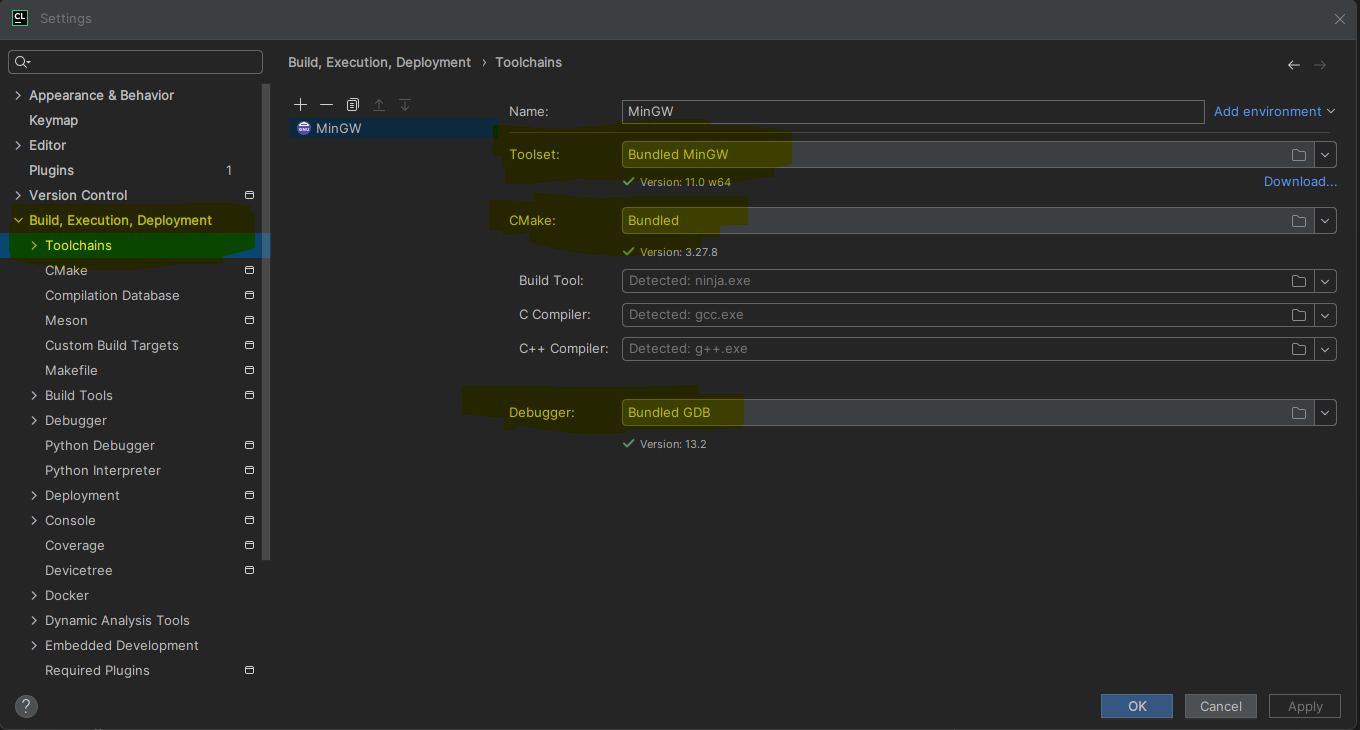 CL Settings
Build, Execution, Deployment › Toolchains
Appearance & Behavior
Keymap
Editor
Plugins 1
Version Control
Build, Execution, Deployment
Toolchains
CMake
Compilation Database
Meson
Custom Build Targets
Makefile
Build Tools
Debugger
Python Debugger
Python Interpreter
Deployment
Console
Coverage
Devicetree
Docker
Dynamic Analysis Tools
Embedded Development
Required Plugins
MinGW
Name: MinGW Add environment
Toolset: Bundled MinGW
Version: 11.0 w64 Download...
CMake: Bundled
Version: 3.27.8
Build Tool: Detected: ninja.exe
C Compiler: Detected: gcc.exe
C++ Compiler: Detected: g++.exe
Debugger: Bundled GDB
Version: 13.2
? OK Cancel Apply